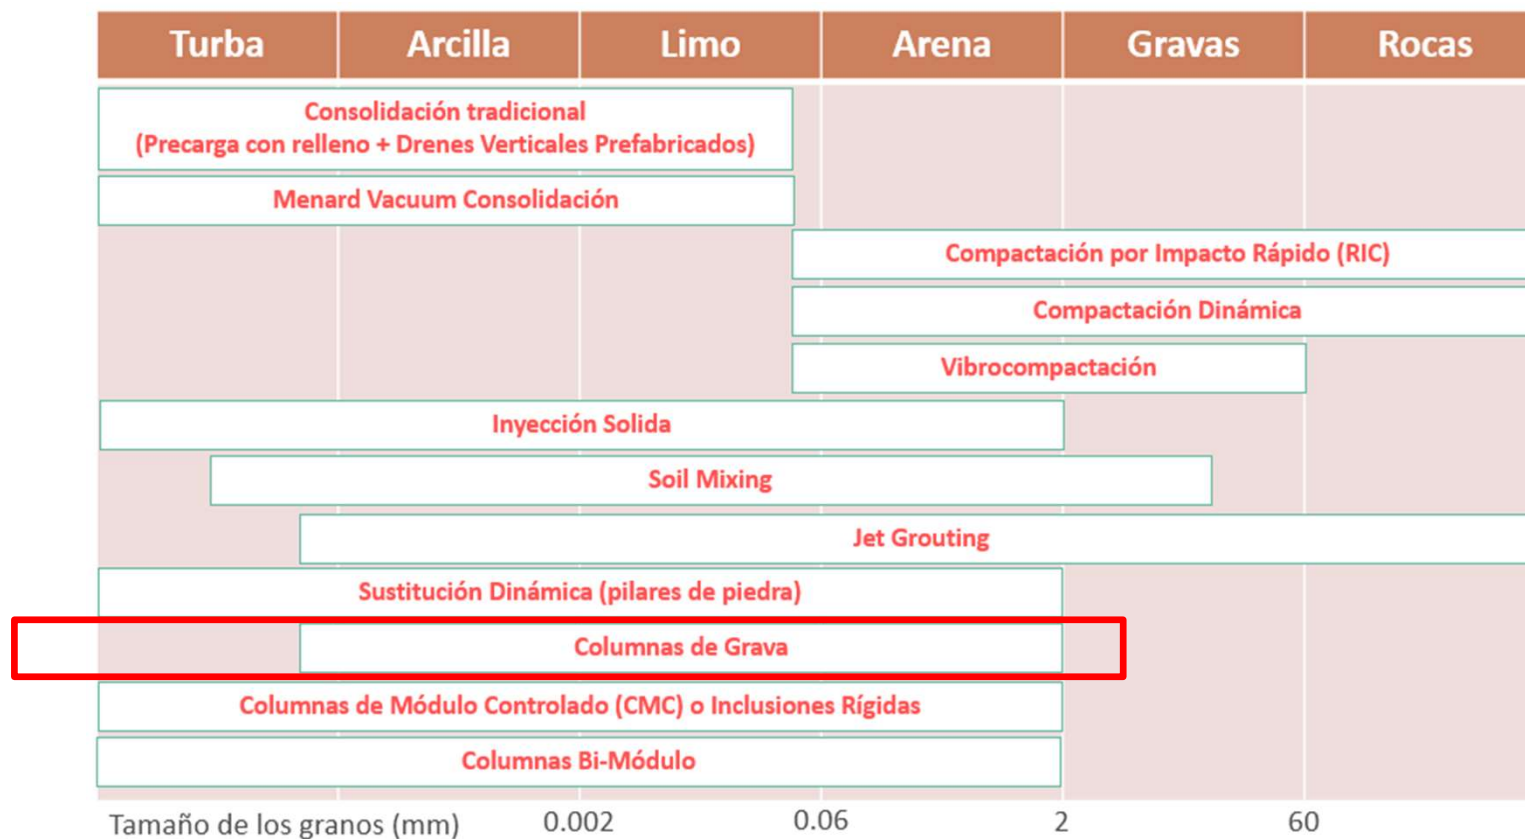 Turba Arcilla Limo Arena Gravas Rocas
Consolidación tradicional
(Precarga con relleno + Drenes Verticales Prefabricados)
Menard Vacuum Consolidación
Compactación por Impacto Rápido (RIC)
Compactación Dinámica
Vibrocompactación
Inyección Solida
Soil Mixing
Jet Grouting
Sustitución Dinámica (pilares de piedra)
Columnas de Grava
Columnas de Módulo Controlado (CMC) o Inclusiones Rígidas
Columnas Bi-Módulo
Tamaño de los granos (mm) 0.002 0.06 2 60